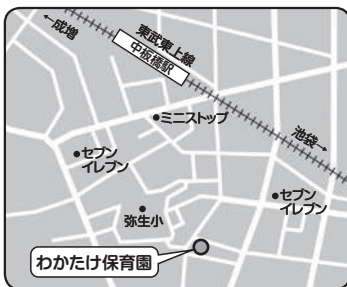 ←成増
東武東上線
中板橋駅
ミニストップ
池袋→
セブン
イレブン
セブン
イレブン
弥生小
わかたけ保育園